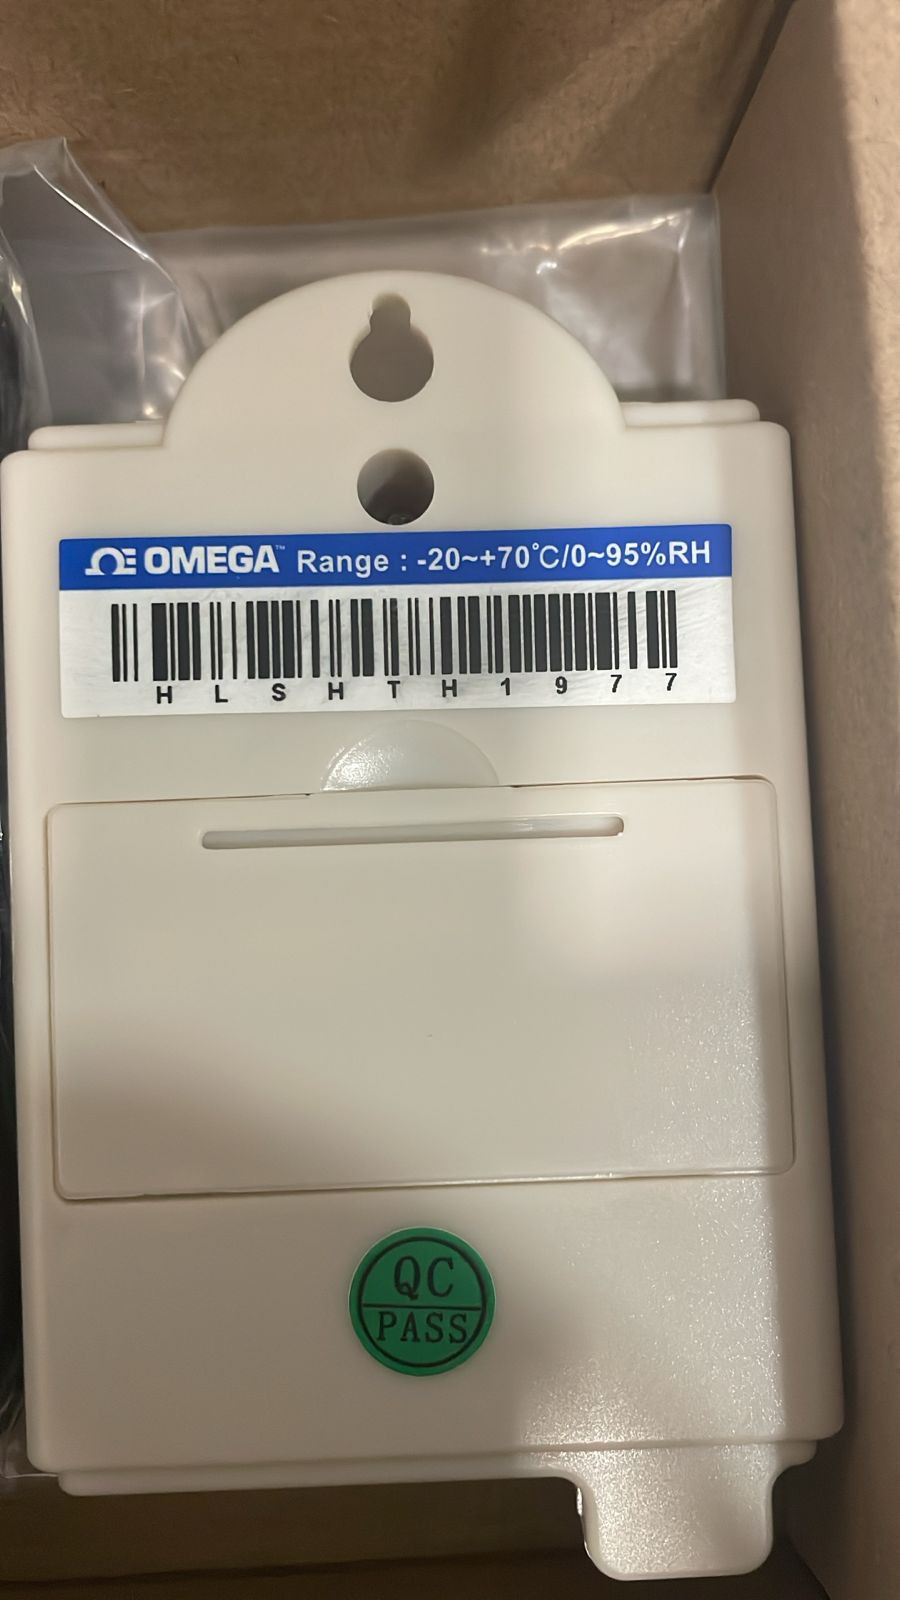 OMEGA™ Range : -20~+70℃/0~95%RH
HLSHTH1977
QC
PASS